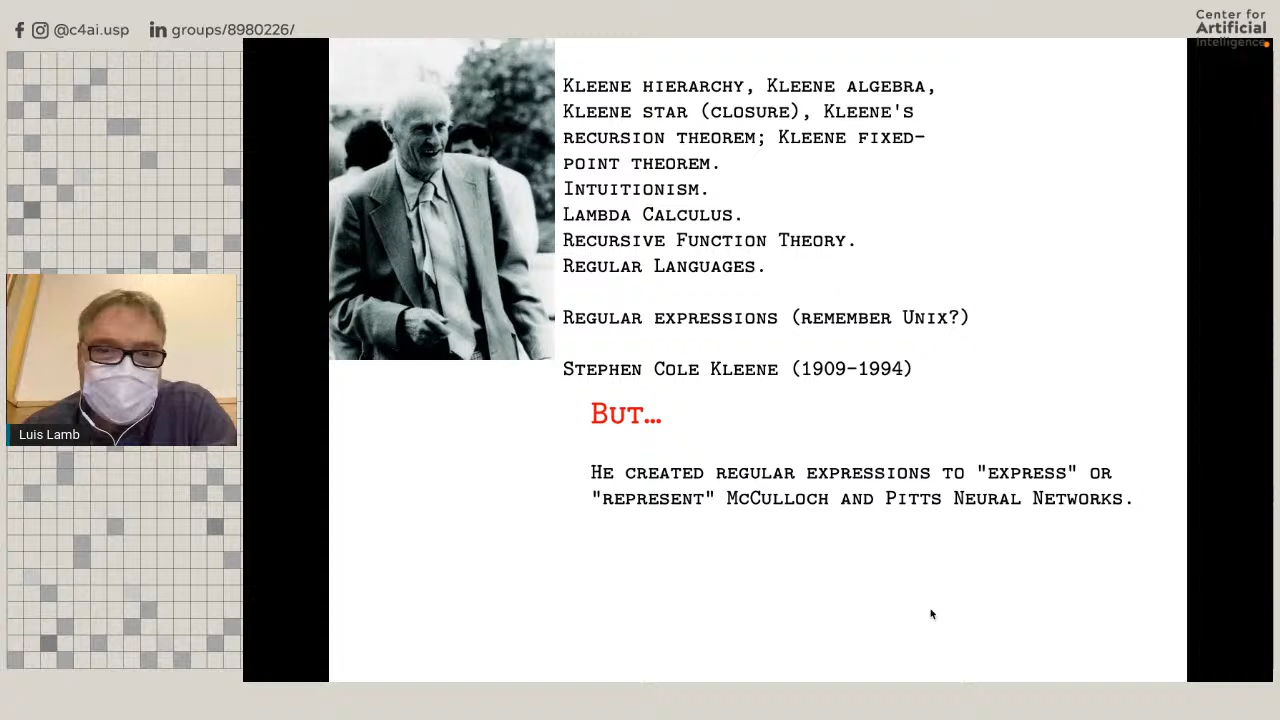 @c4ai.usp in groups/8980226/
Center for
Artificial
Intelligence
Kleene hierarchy, Kleene algebra,
Kleene star (closure), Kleene's
recursion theorem; Kleene fixed-
point theorem.
Intuitionism.
Lambda Calculus.
Recursive Function Theory.
Regular Languages.
Regular expressions (remember Unix?)
Stephen Cole Kleene (1909-1994)
But…
He created regular expressions to "express" or
"represent" McCulloch and Pitts Neural Networks.
Luis Lamb